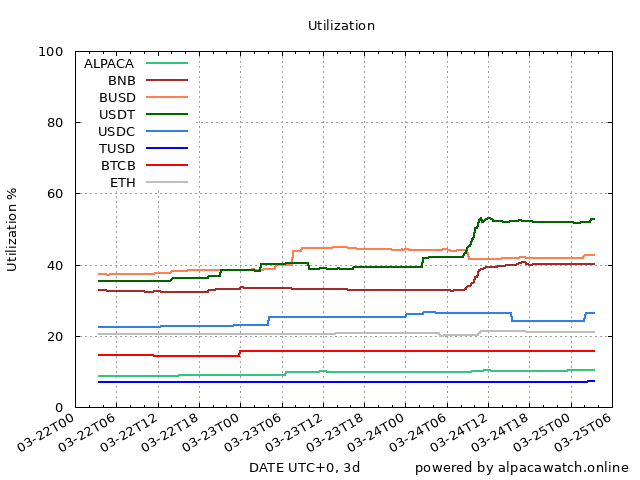 Utilization
100
80
60
40
20
0
Utilization %
ALPACA
BNB
BUSD
USDT
USDC
TUSD
BTCB
ETH
03-22T00
03-22T06
03-22T12
03-22T18
03-23T00
03-23T06
03-23T12
03-23T18
03-24T00
03-24T06
03-24T12
03-24T18
03-25T00
03-25T06
DATE UTC+0, 3d
powered by alpacawatch.online